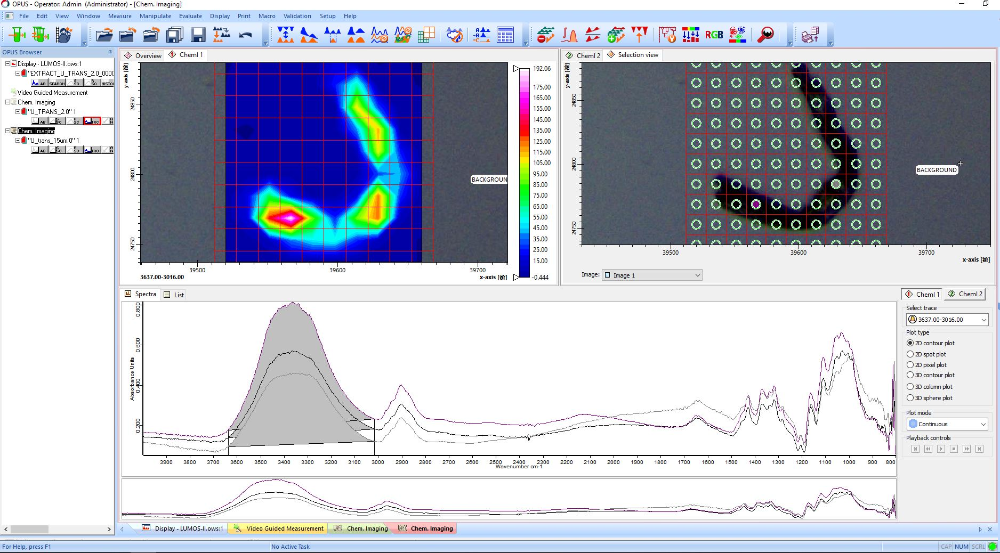 OPUS - Operator: Admin  (Administrator) - [Chem. Imaging]
File Edit View Window Measure Manipulate Evaluate Display Print Macro Validation Setup Help
RGB
OPUS Browser
Display - LUMOS-II.ows:1
"EXTRACT_U_TRANS_2.0_0000
AB SEARCH SC SC HISTO
Video Guided Measurement
Chem. Imaging
"U_TRANS_2.0" 1
AB SC SC TRC
Chem. Imaging
"U_trans_15um.0" 1
AB SC SC TRC
Overview
ChemI 1
y-axis
24850
24800
24750
BACKGROUN
39500
39600
39700
3637.00-3016.00
x-axis
192.06
175.00
165.00
155.00
145.00
135.00
125.00
115.00
105.00
95.00
85.00
75.00
65.00
55.00
45.00
35.00
25.00
15.00
-0.444
ChemI 2
Selection view
y-axis
24850
24800
24750
BACKGROUND
39500
39600
39700
x-axis
Image: Image 1
Spectra
List
0.800
0.600
0.400
0.200
Absorbance Units
3900 3800 3700 3600 3500 3400 3300 3200 3100 3000 2900 2800 2700 2600 2500 2400 2300 2200 2100 2000 1900 1800 1700 1600 1500 1400 1300 1200 1100 1000 900 800
Wavenumber cm-1
ChemI 1
ChemI 2
Select trace
3637.00-3016.00
Plot type
2D contour plot
2D spot plot
2D pixel plot
3D contour plot
3D column plot
3D sphere plot
Plot mode
Continuous
Playback controls
Display - LUMOS-II.ows:1
Video Guided Measurement
Chem. Imaging
Chem. Imaging
For Help, press F1
No Active Task
CAP NUM SCRL